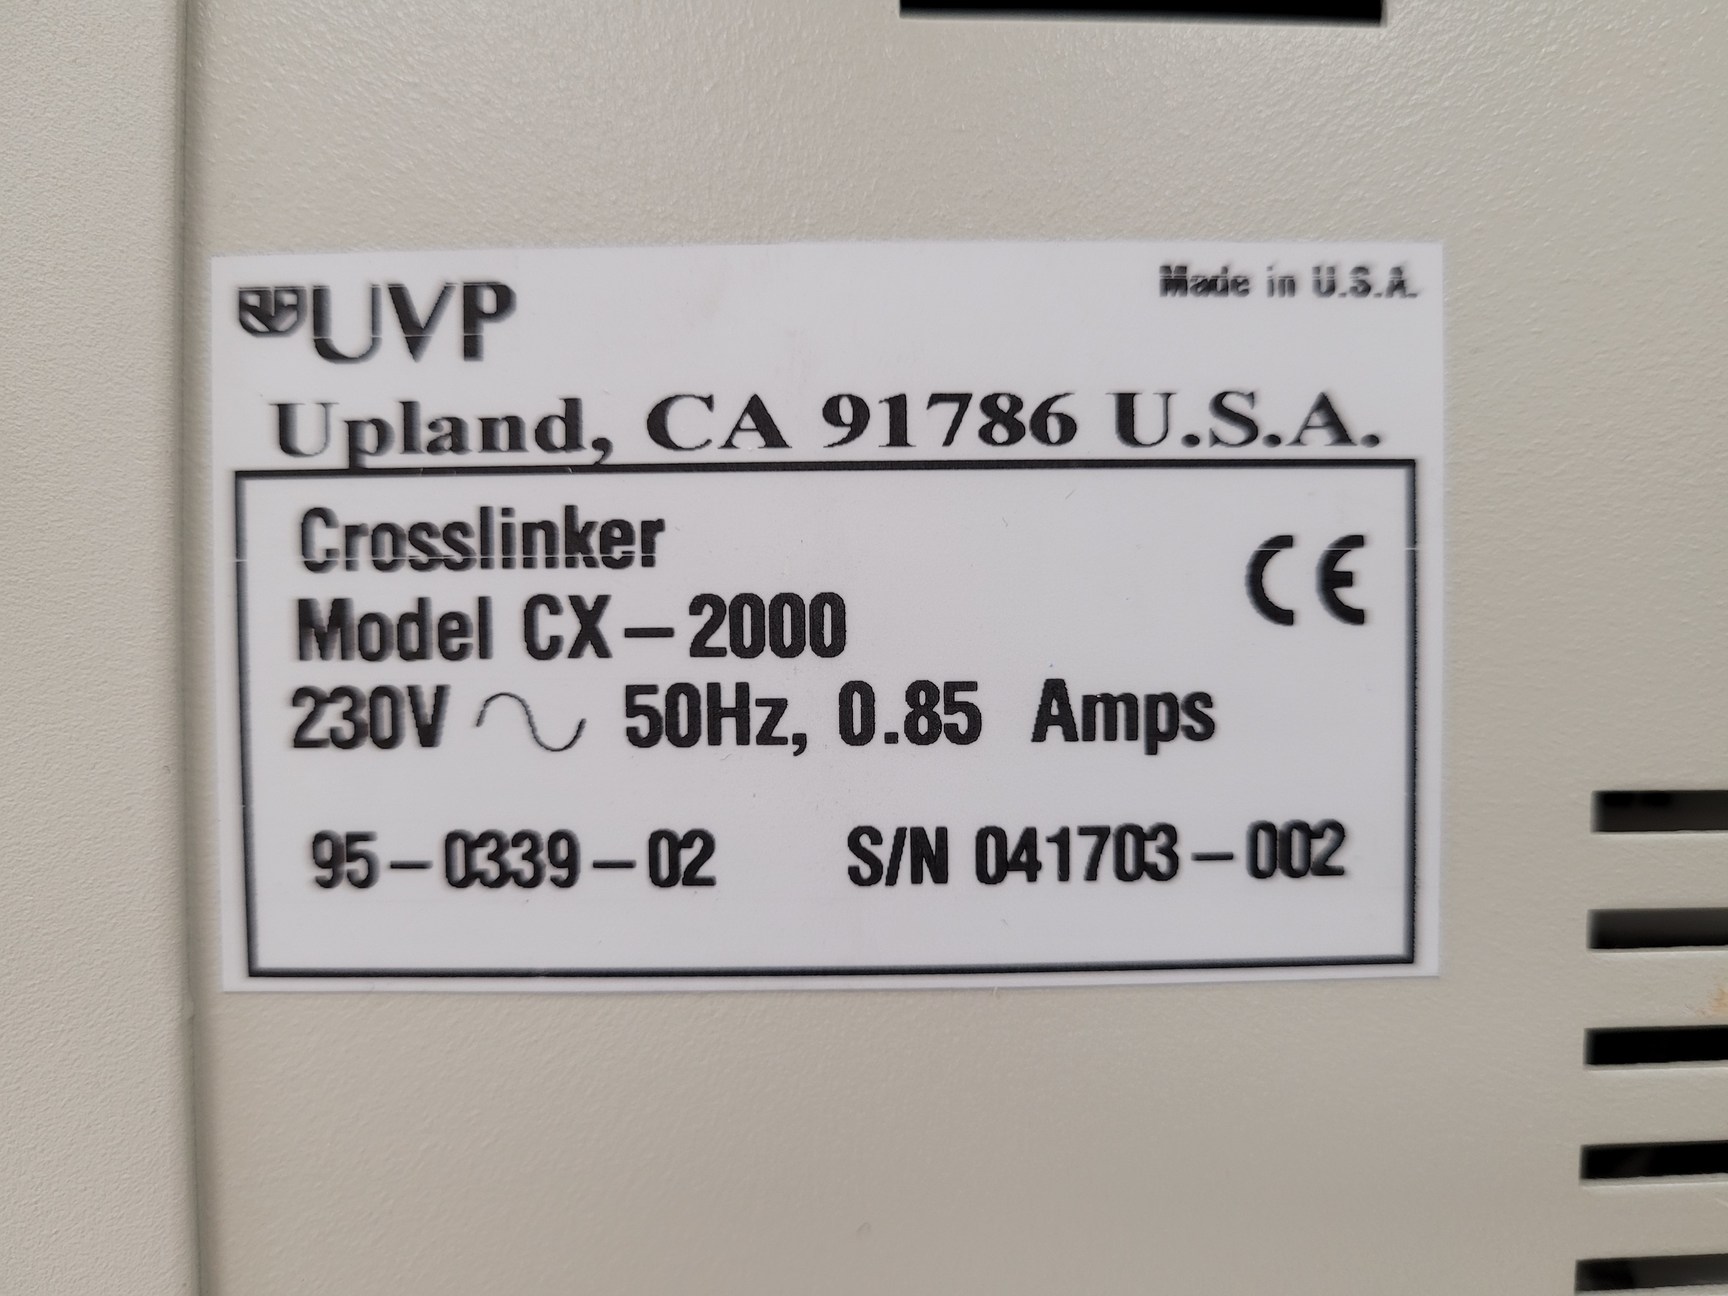 UVP
Made in U.S.A.
Upland, CA 91786 U.S.A.
Crosslinker
CE
Model CX-2000
230V ~ 50Hz, 0.85 Amps
95-0339-02 S/N 041703-002